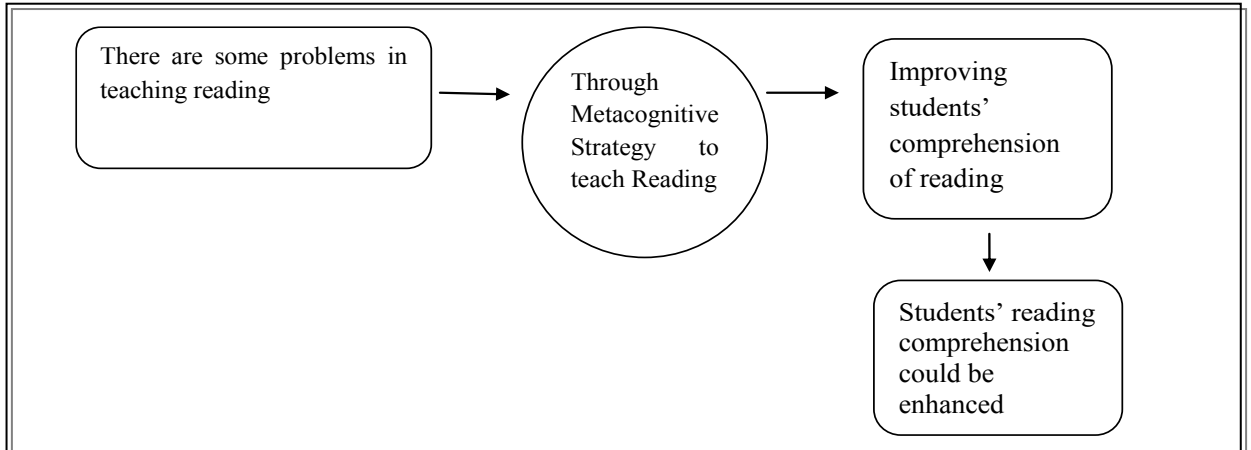 There are some problems in
teaching reading
Through
Metacognitive
Strategy to
teach Reading
Improving
students’
comprehension
of reading
Students’ reading
comprehension
could be
enhanced